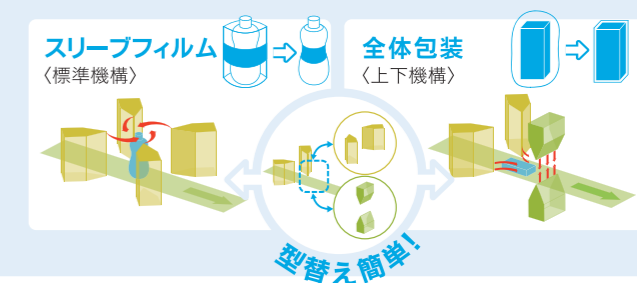 スリーブフィルム
〈標準機構〉
全体包装
〈上下機構〉
型替え簡単!